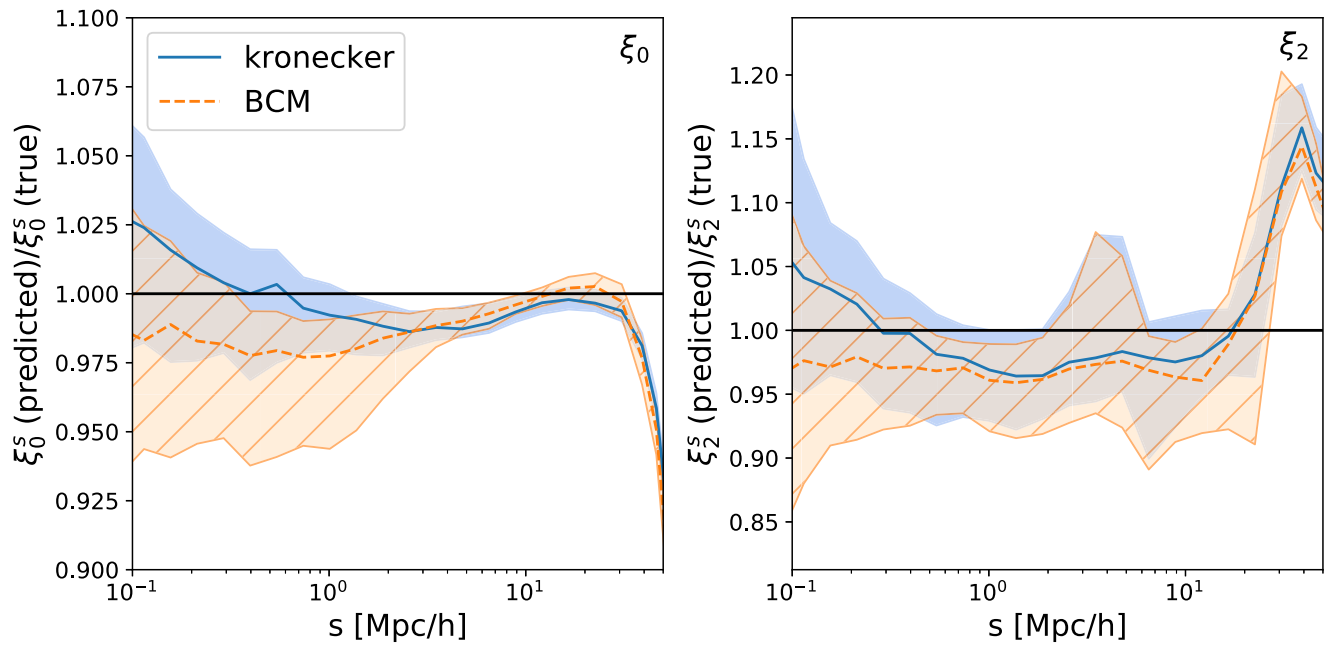 ξ₀ˢ (predicted)/ξ₀ˢ (true)
1.100
1.075
1.050
1.025
1.000
0.975
0.950
0.925
0.900
kronecker
BCM
ξ₀
10⁻¹
10⁰
10¹
s [Mpc/h]
ξ₂ˢ (predicted)/ξ₂ˢ (true)
1.20
1.15
1.10
1.05
1.00
0.95
0.90
0.85
ξ₂
10⁻¹
10⁰
10¹
s [Mpc/h]